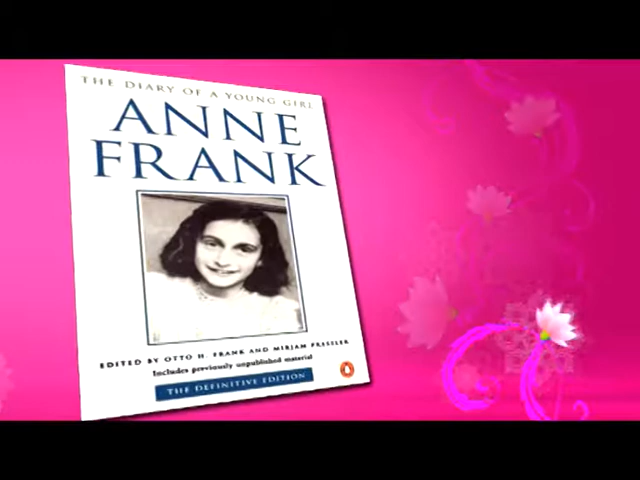 THE DIARY OF A YOUNG GIRL
ANNE
FRANK
EDITED BY OTTO H. FRANK AND MIRJAM PRESSLER
Includes previously unpublished material
THE DEFINITIVE EDITION